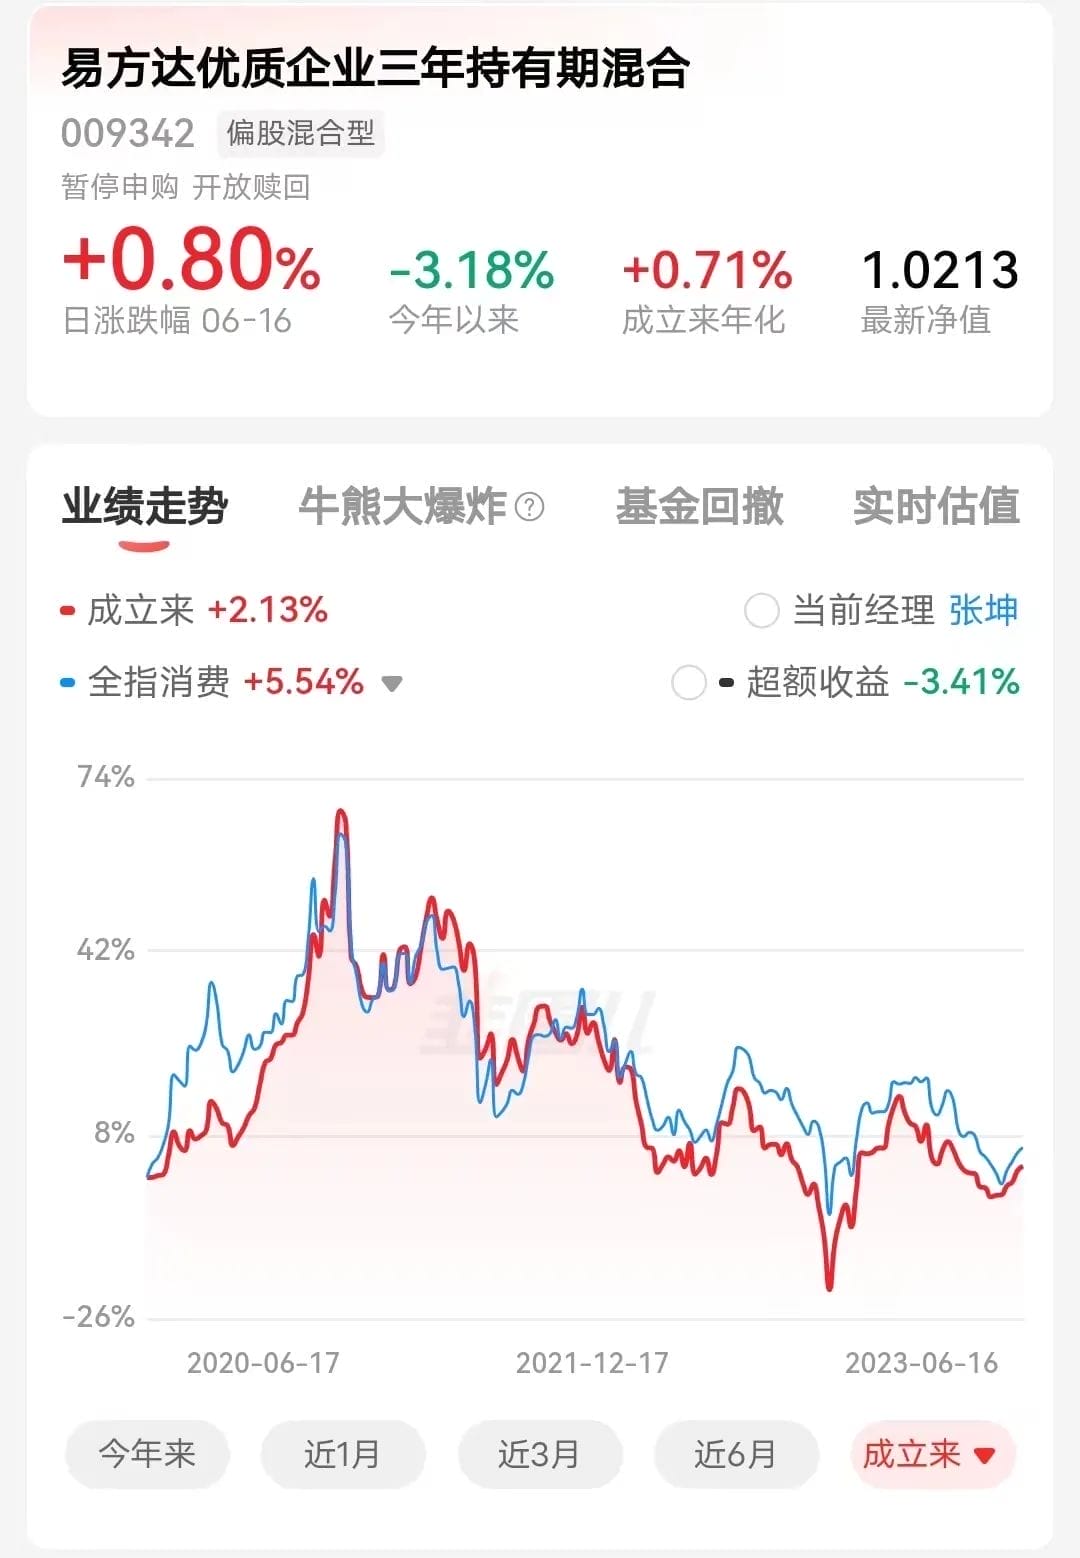 易方达优质企业三年持有期混合
009342 偏股混合型
暂停申购 开放赎回
+0.80% -3.18% +0.71% 1.0213
日涨跌幅 06-16 今年以来 成立来年化 最新净值
业绩走势 牛熊大爆炸 ? 基金回撤 实时估值
成立来 +2.13% 当前经理 张坤
全指消费 +5.54% 超额收益 -3.41%
74%
42%
8%
-26%
2020-06-17 2021-12-17 2023-06-16
今年来 近1月 近3月 近6月 成立来